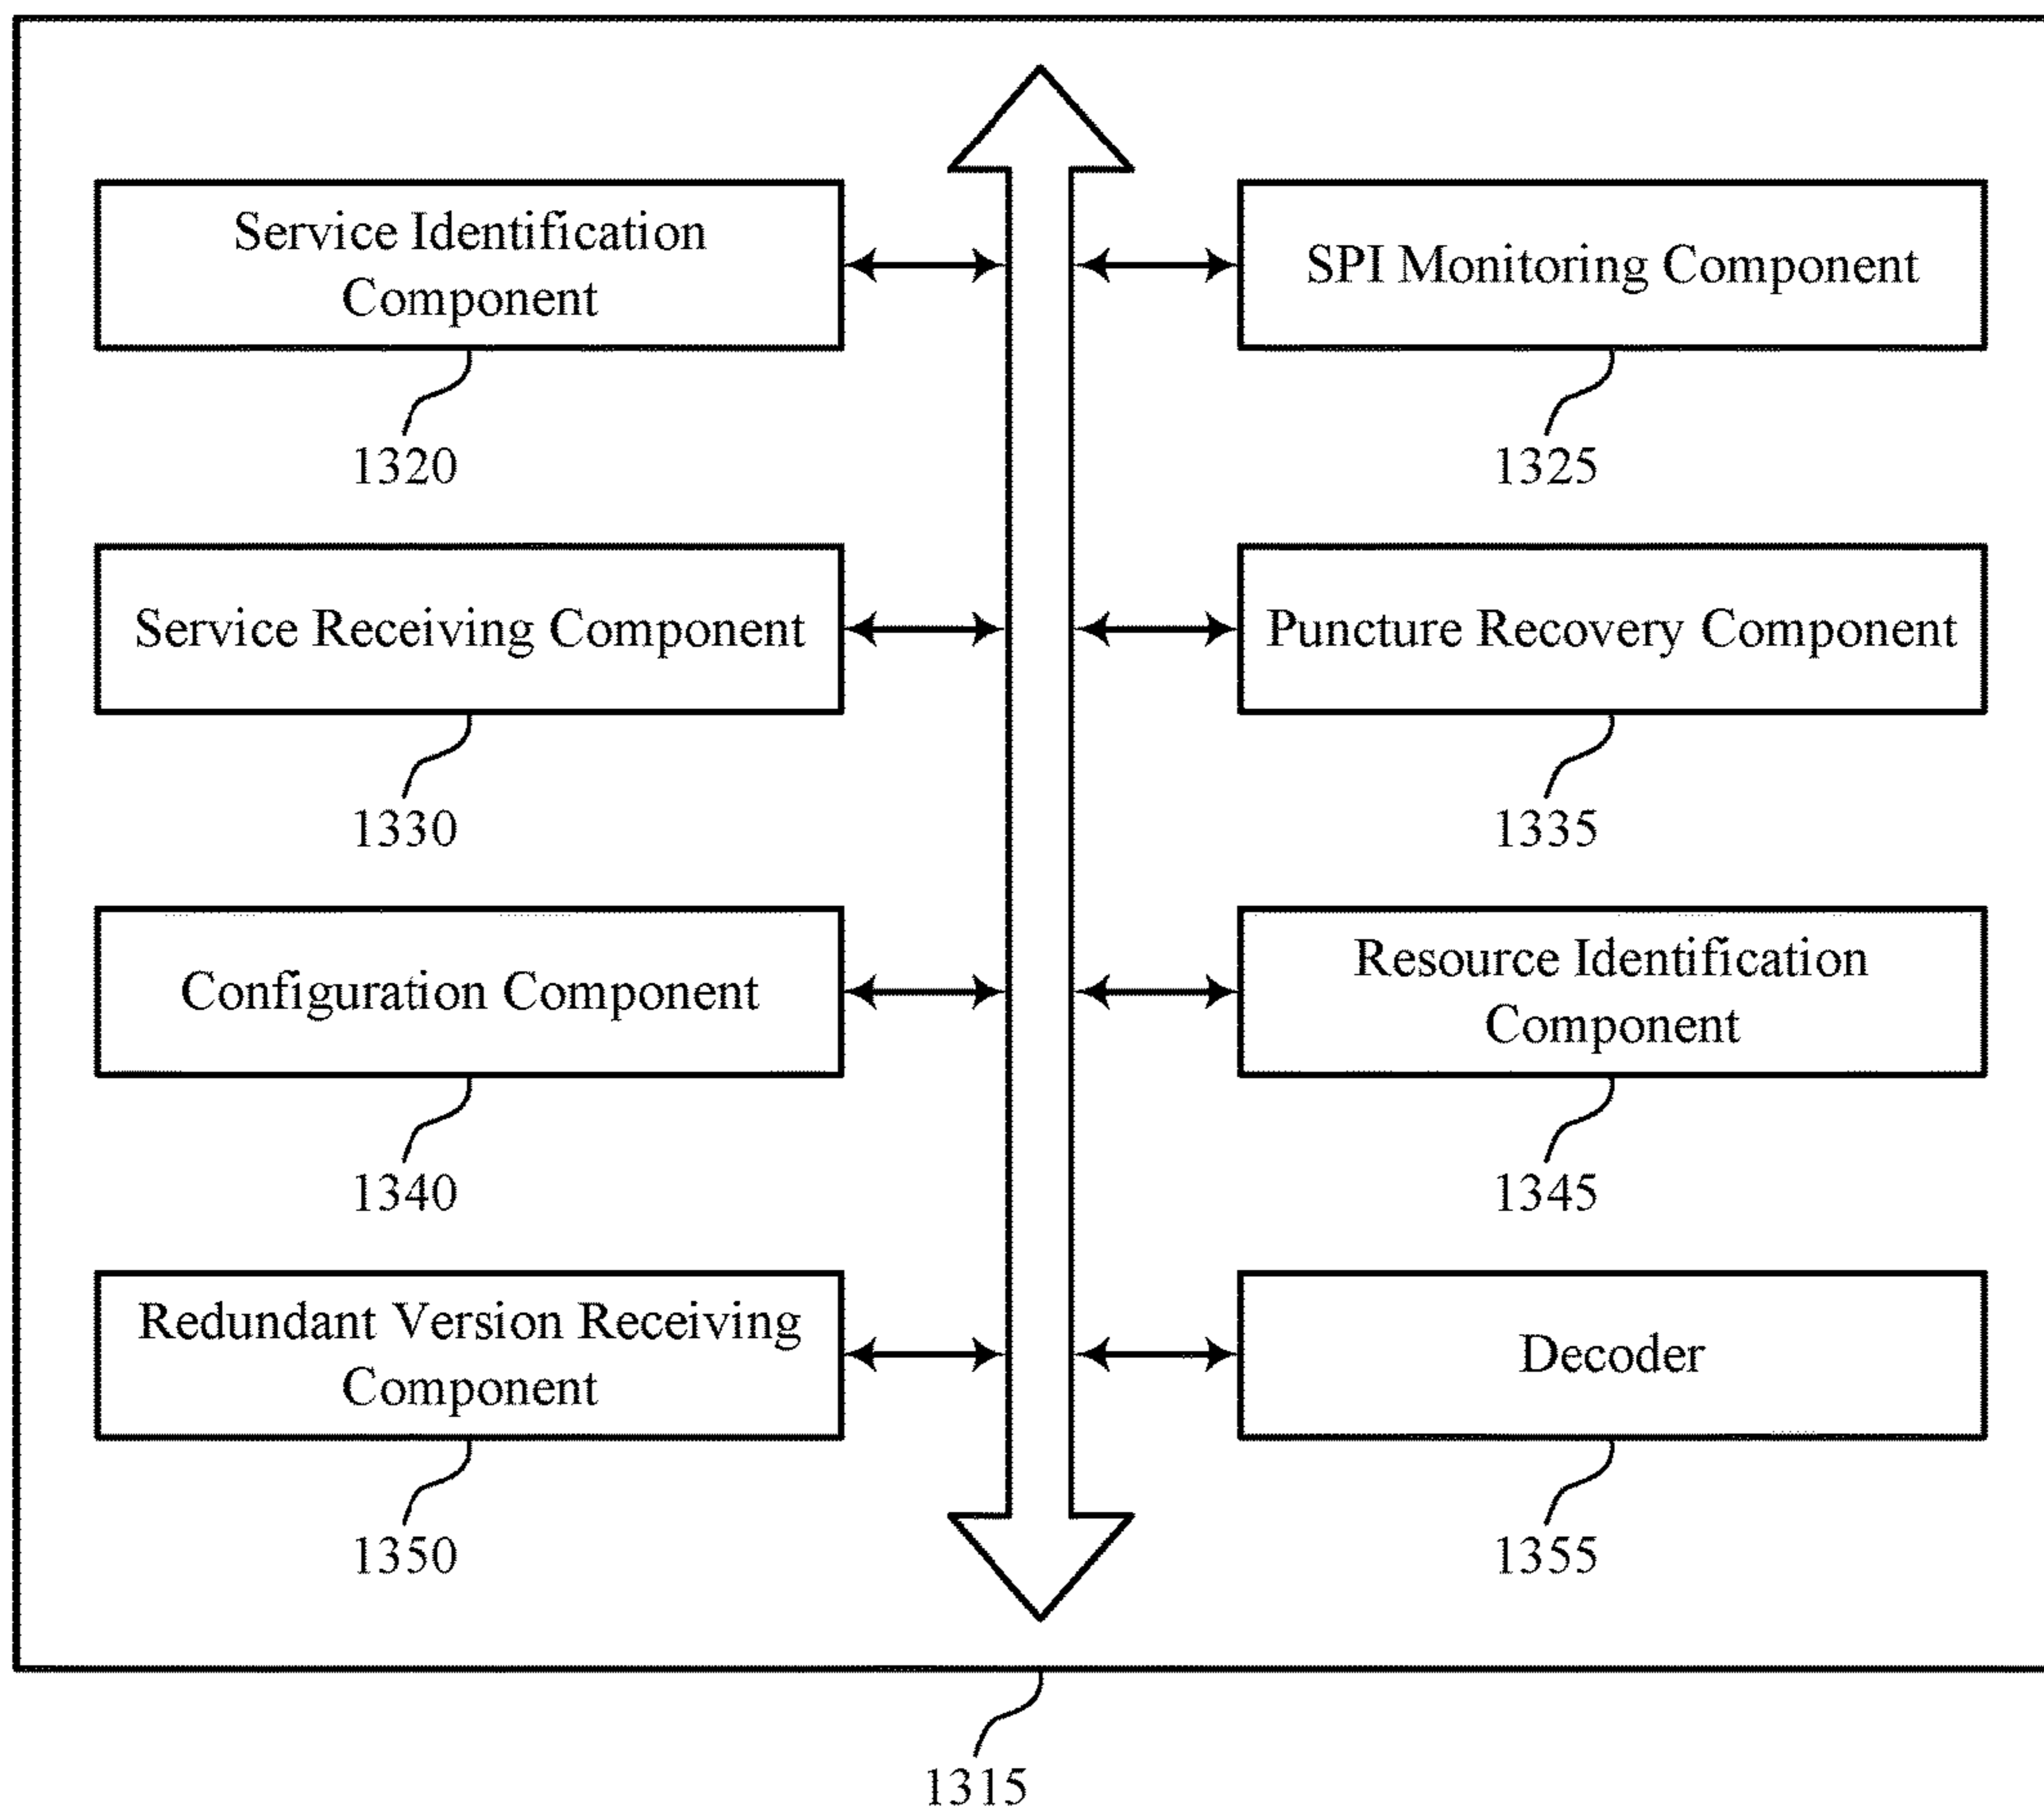 Service Identification
Component
1320
SPI Monitoring Component
1325
Service Receiving Component
1330
Puncture Recovery Component
1335
Configuration Component
1340
Resource Identification
Component
1345
Redundant Version Receiving
Component
1350
Decoder
1355
1315